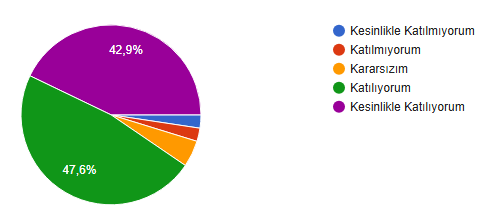 42,9%
47,6%
Kesinlikle Katılmıyorum
Katılmıyorum
Kararsızım
Katılıyorum
Kesinlikle Katılıyorum